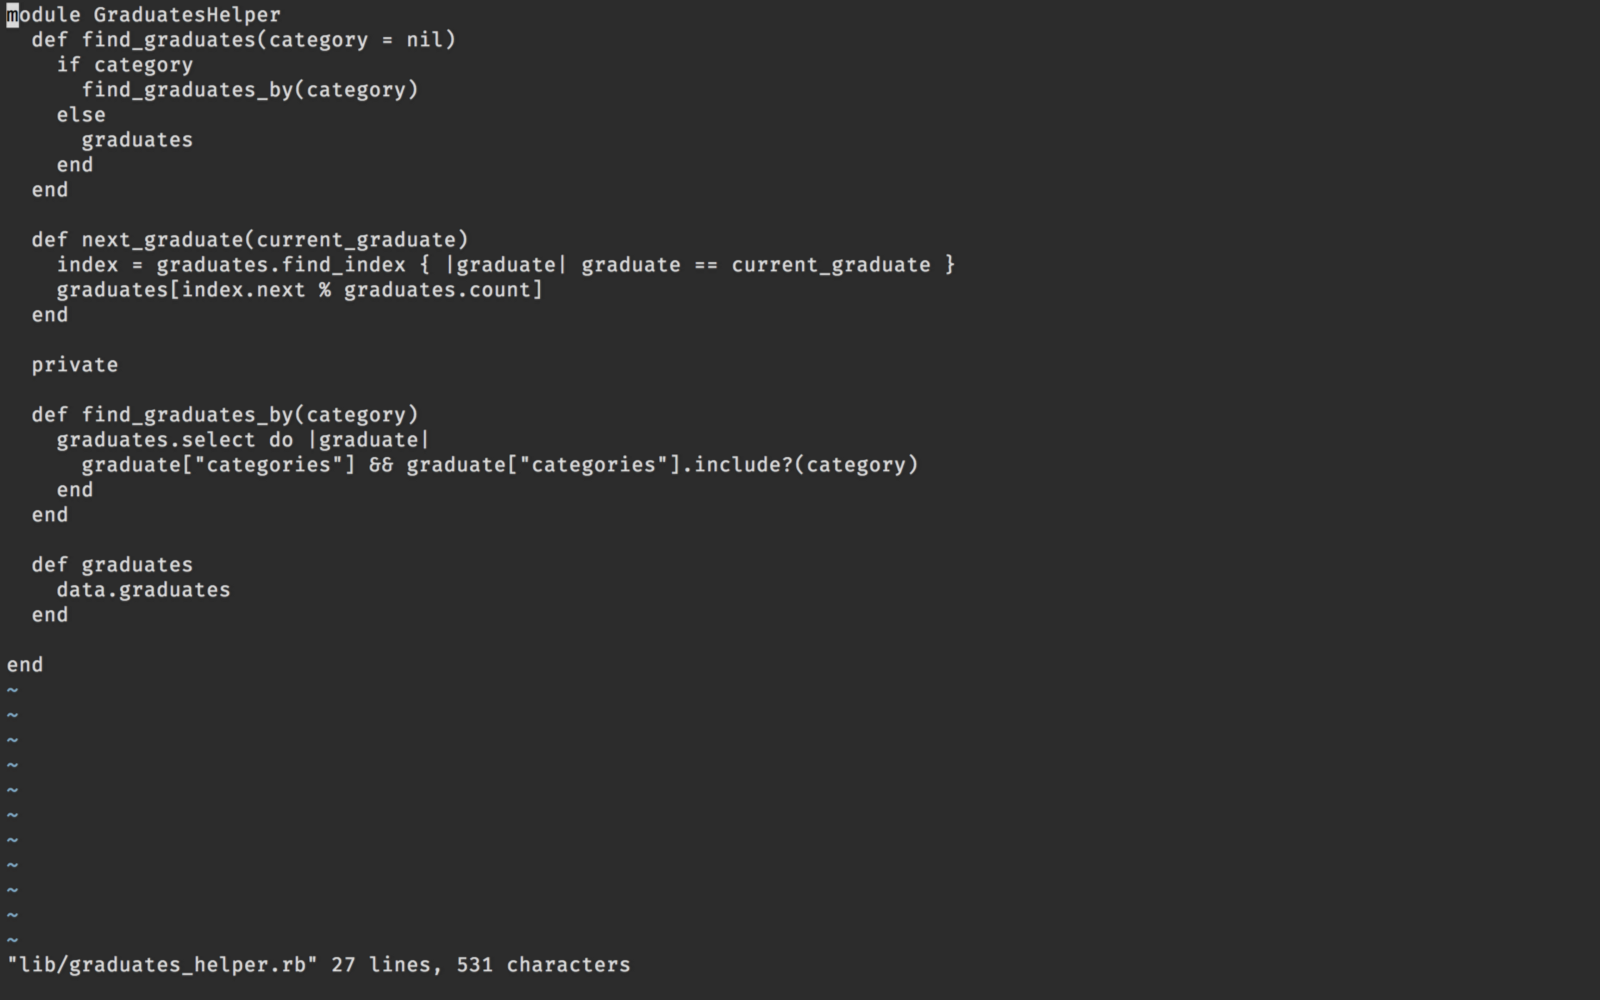 module GraduatesHelper
  def find_graduates(category = nil)
    if category
      find_graduates_by(category)
    else
      graduates
    end
  end

  def next_graduate(current_graduate)
    index = graduates.find_index { |graduate| graduate == current_graduate }
    graduates[index.next % graduates.count]
  end

  private

  def find_graduates_by(category)
    graduates.select do |graduate|
      graduate["categories"] && graduate["categories"].include?(category)
    end
  end

  def graduates
    data.graduates
  end

end
~
~
~
~
~
~
~
~
~
~
~
"lib/graduates_helper.rb" 27 lines, 531 characters